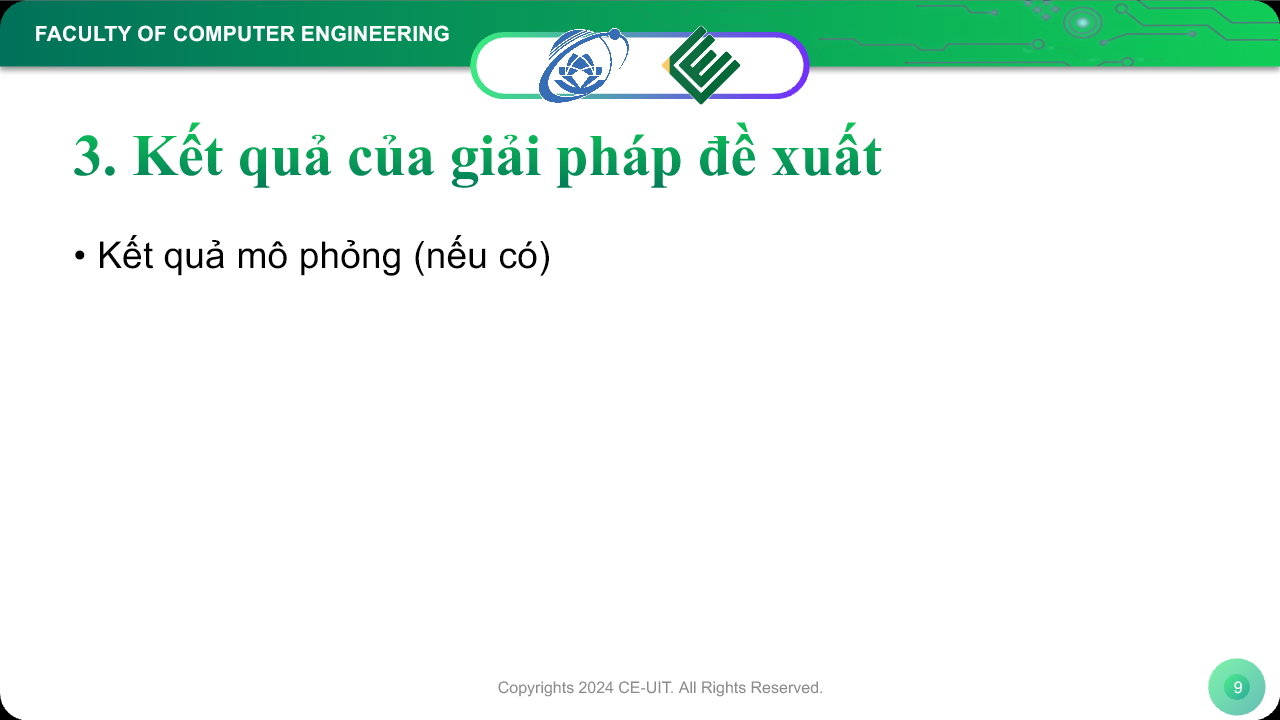 FACULTY OF COMPUTER ENGINEERING
3. Kết quả của giải pháp đề xuất
• Kết quả mô phỏng (nếu có)
Copyrights 2024 CE-UIT. All Rights Reserved.
9